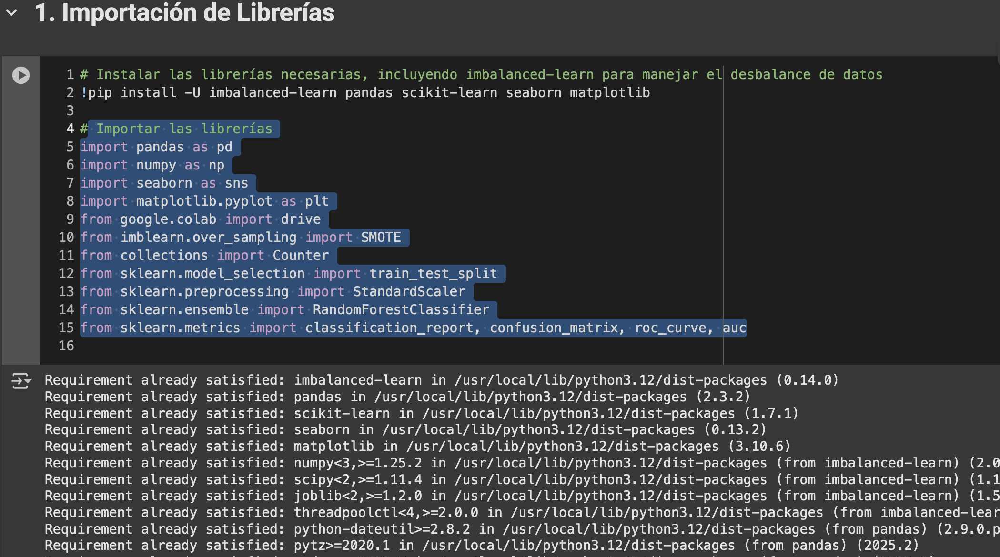 1. Importación de Librerías
1 # Instalar las librerías necesarias, incluyendo imbalanced-learn para manejar el desbalance de datos
2 !pip install -U imbalanced-learn pandas scikit-learn seaborn matplotlib
3
4 # Importar las librerías
5 import pandas as pd
6 import numpy as np
7 import seaborn as sns
8 import matplotlib.pyplot as plt
9 from google.colab import drive
10 from imblearn.over_sampling import SMOTE
11 from collections import Counter
12 from sklearn.model_selection import train_test_split
13 from sklearn.preprocessing import StandardScaler
14 from sklearn.ensemble import RandomForestClassifier
15 from sklearn.metrics import classification_report, confusion_matrix, roc_curve, auc
16
Requirement already satisfied: imbalanced-learn in /usr/local/lib/python3.12/dist-packages (0.14.0)
Requirement already satisfied: pandas in /usr/local/lib/python3.12/dist-packages (2.3.2)
Requirement already satisfied: scikit-learn in /usr/local/lib/python3.12/dist-packages (1.7.1)
Requirement already satisfied: seaborn in /usr/local/lib/python3.12/dist-packages (0.13.2)
Requirement already satisfied: matplotlib in /usr/local/lib/python3.12/dist-packages (3.10.6)
Requirement already satisfied: numpy<3,>=1.25.2 in /usr/local/lib/python3.12/dist-packages (from imbalanced-learn) (2.0
Requirement already satisfied: scipy<2,>=1.11.4 in /usr/local/lib/python3.12/dist-packages (from imbalanced-learn) (1.1
Requirement already satisfied: joblib<2,>=1.2.0 in /usr/local/lib/python3.12/dist-packages (from imbalanced-learn) (1.5
Requirement already satisfied: threadpoolctl<4,>=2.0.0 in /usr/local/lib/python3.12/dist-packages (from imbalanced-lear
Requirement already satisfied: python-dateutil>=2.8.2 in /usr/local/lib/python3.12/dist-packages (from pandas) (2.9.0.p
Requirement already satisfied: pytz>=2020.1 in /usr/local/lib/python3.12/dist-packages (from pandas) (2025.2)